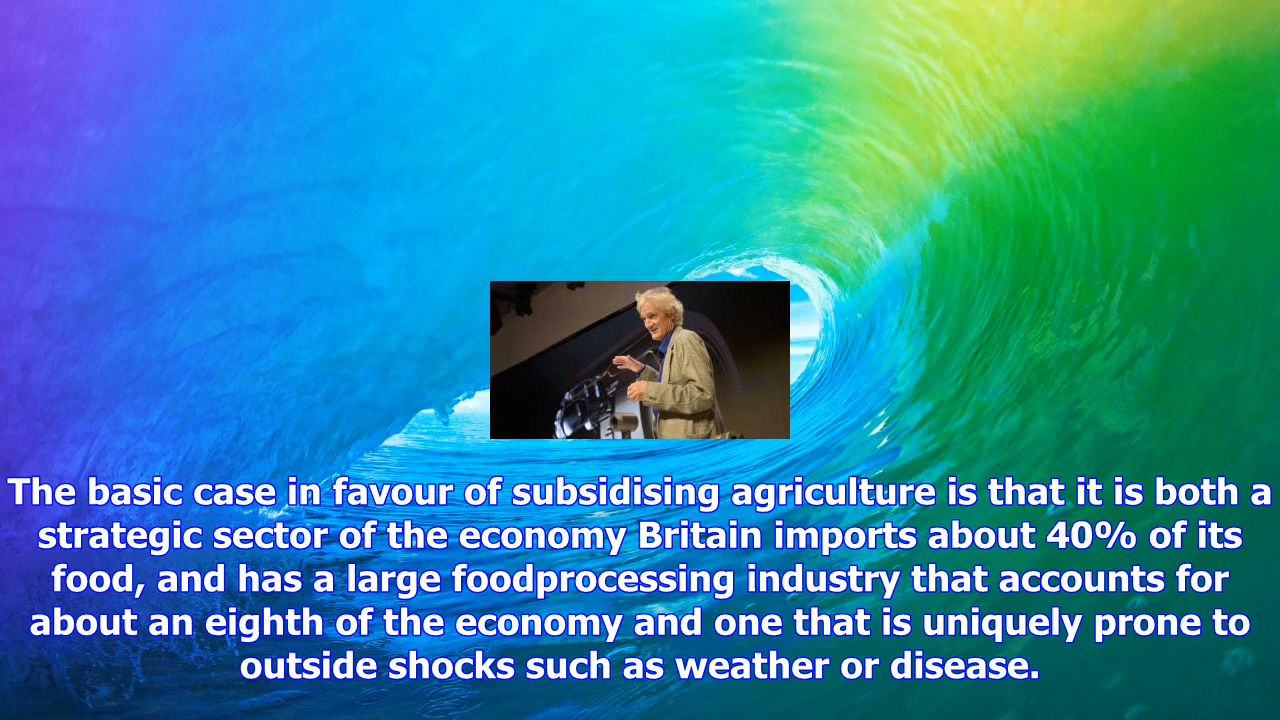 The basic case in favour of subsidising agriculture is that it is both a
strategic sector of the economy Britain imports about 40% of its
food, and has a large foodprocessing industry that accounts for
about an eighth of the economy and one that is uniquely prone to
outside shocks such as weather or disease.